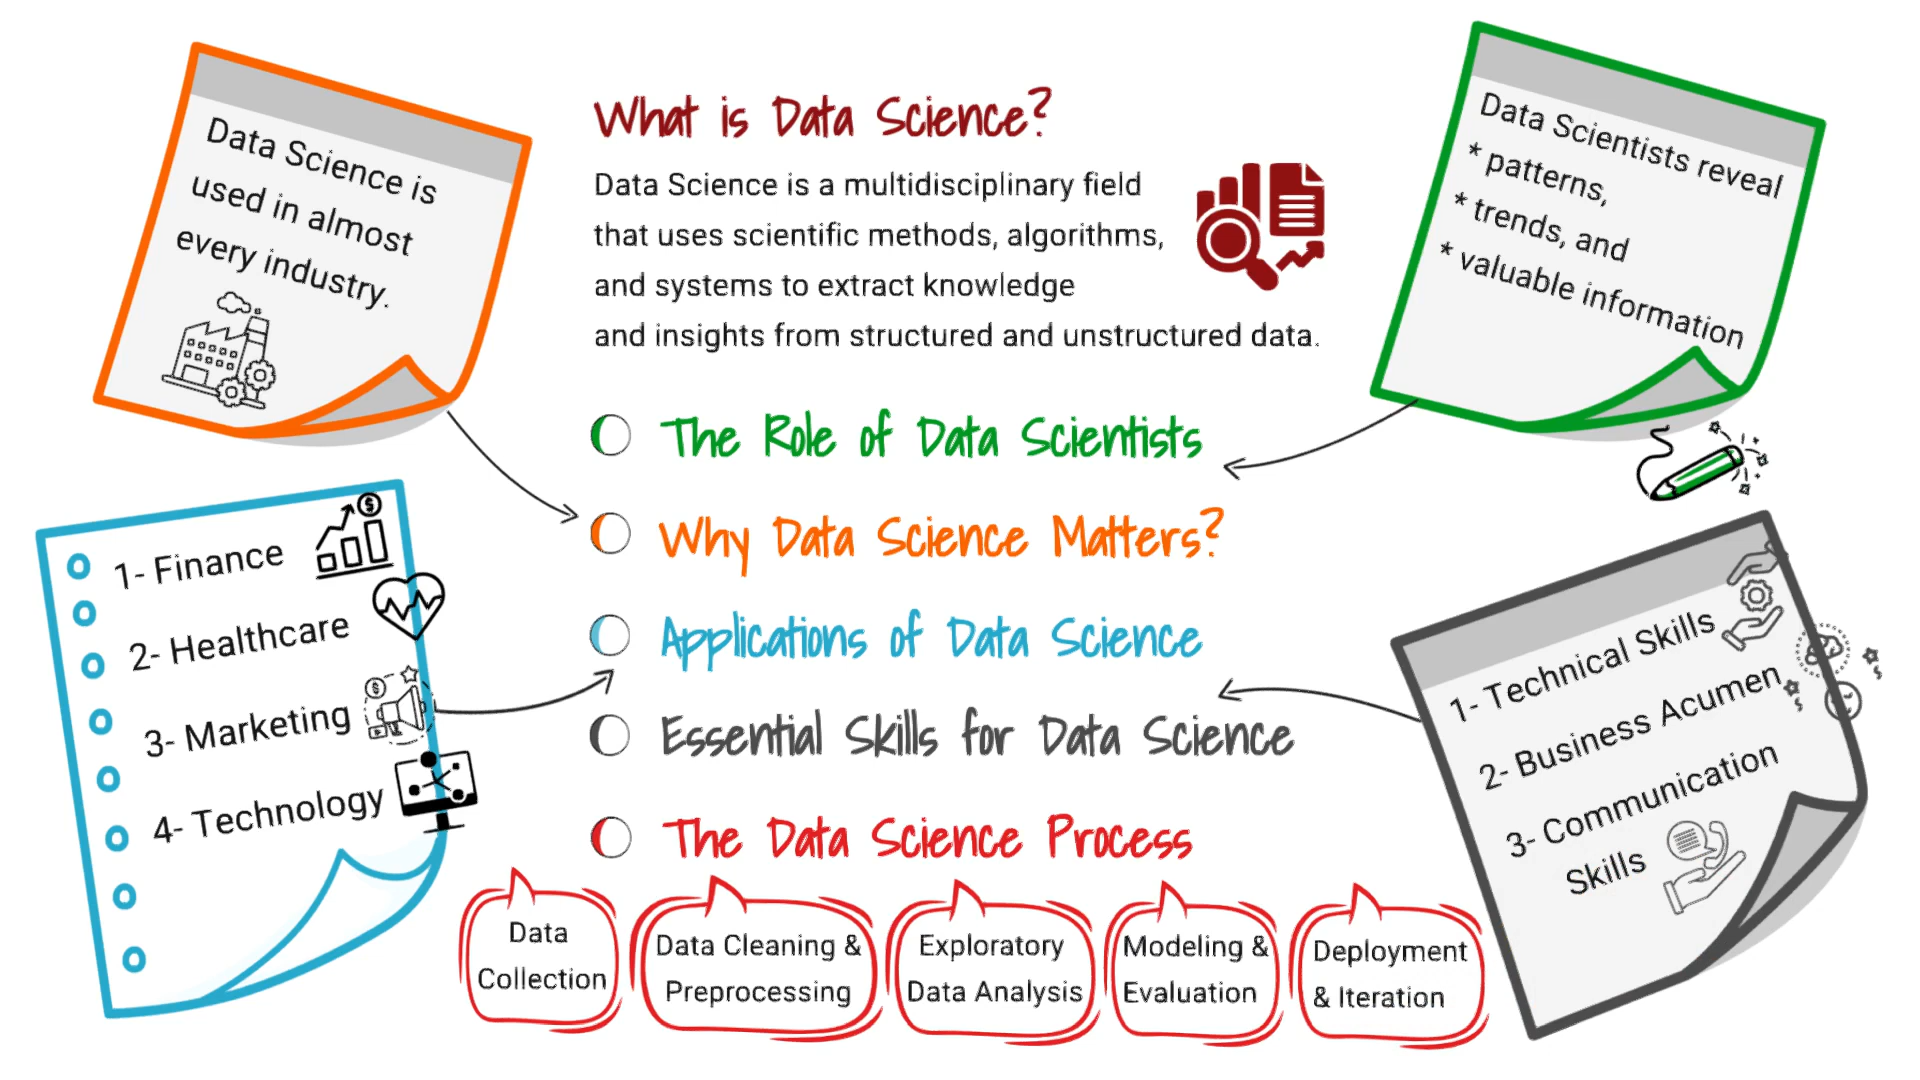 What is Data Science?
Data Science is a multidisciplinary field
that uses scientific methods, algorithms,
and systems to extract knowledge
and insights from structured and unstructured data.
Data Science is
used in almost
every industry.
Data Scientists reveal
* patterns,
* trends, and
* valuable information
The Role of Data Scientists
Why Data Science Matters?
Applications of Data Science
Essential Skills for Data Science
The Data Science Process
1- Finance
2- Healthcare
3- Marketing
4- Technology
1- Technical Skills
2- Business Acumen
3- Communication
Skills
Data
Collection
Data Cleaning &
Preprocessing
Exploratory
Data Analysis
Modeling &
Evaluation
Deployment
& Iteration